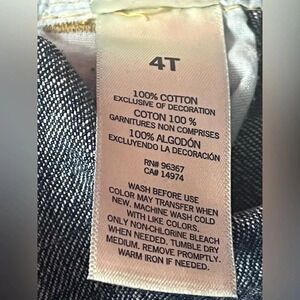 4T
100% COTTON
EXCLUSIVE OF DECORATION
COTON 100 %
GARNITURES NON COMPRISES
100% ALGODÓN
EXCLUYENDO LA DECORACIÓN
RN# 96367
CA# 14974
WASH BEFORE USE
COLOR MAY TRANSFER WHEN
NEW. MACHINE WASH COLD
WITH LIKE COLORS.
ONLY NON-CHLORINE BLEACH
WHEN NEEDED. TUMBLE DRY
MEDIUM. REMOVE PROMPTLY.
WARM IRON IF NEEDED.